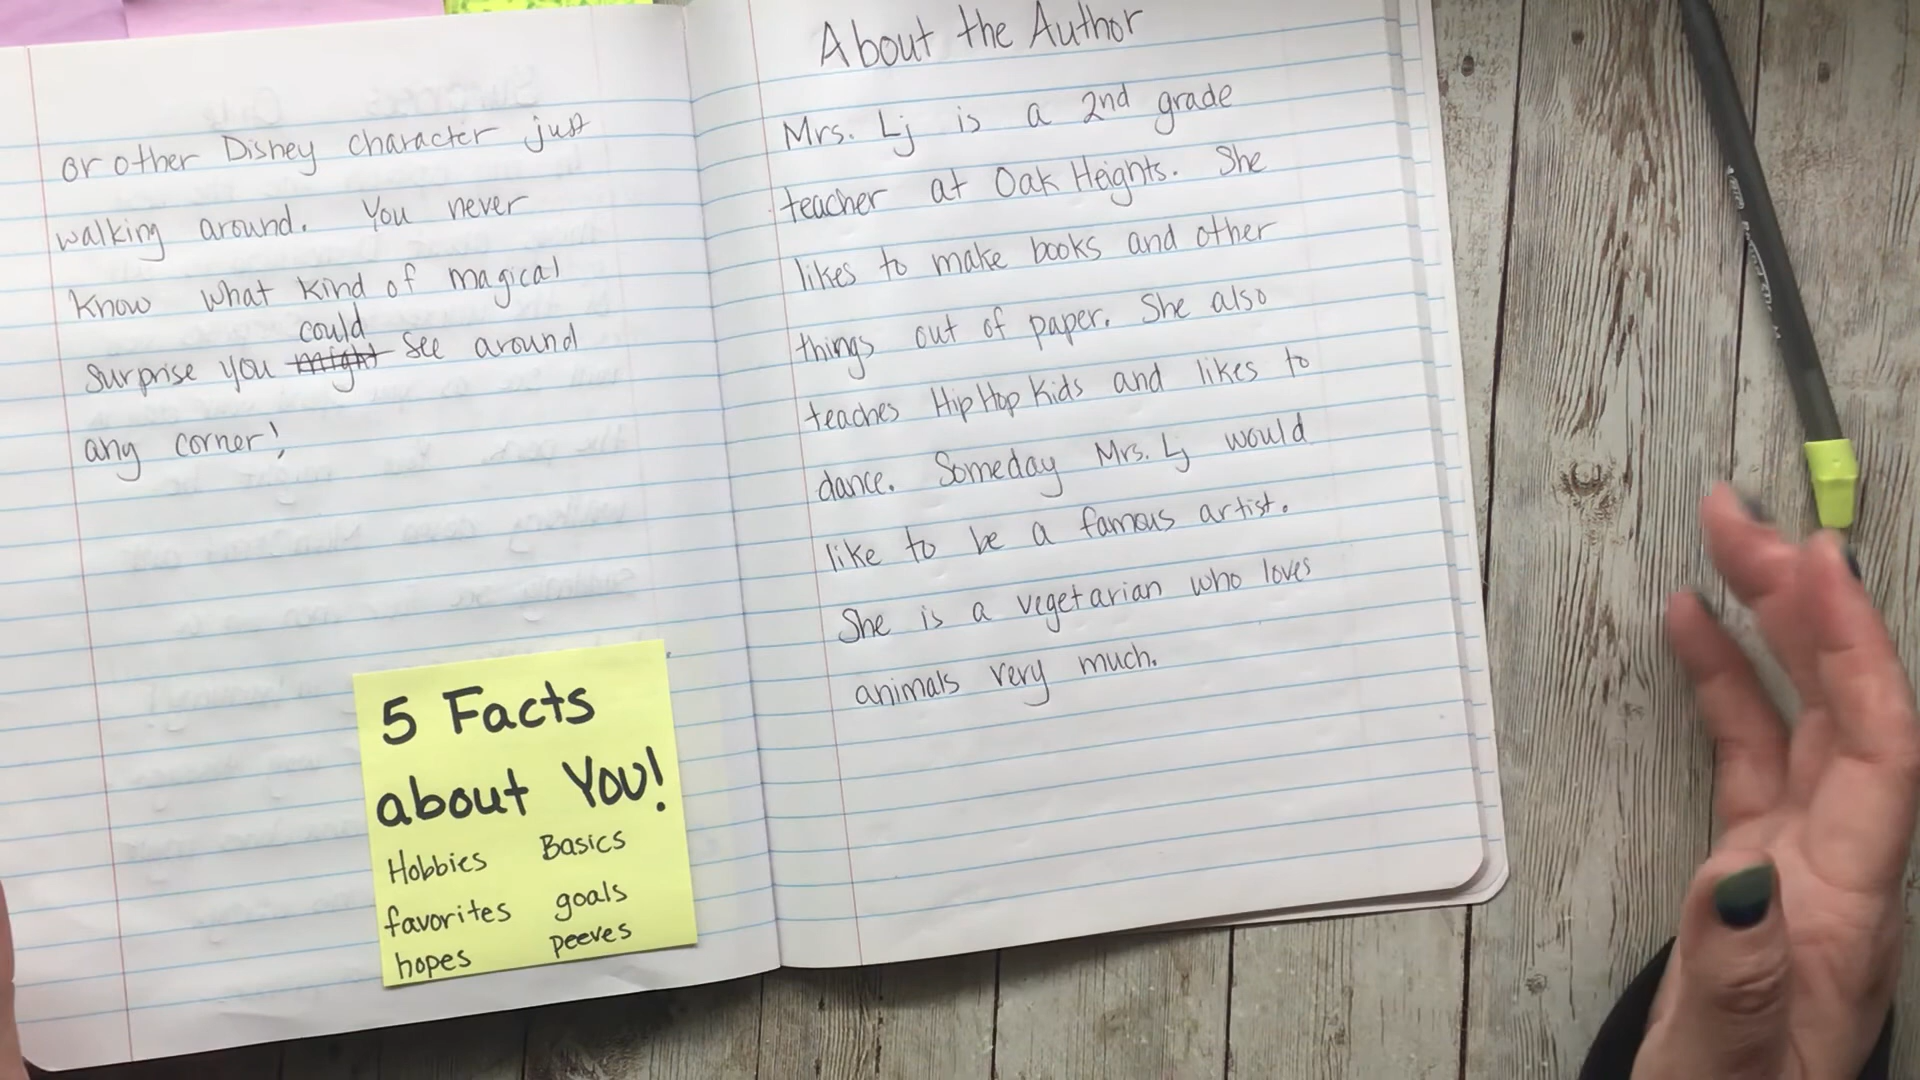 or other Disney character just
walking around. You never
know what kind of magical
could
surprise you might see around
any corner!
5 Facts
about You!
Hobbies Basics
favorites goals
hopes peeves
About the Author
Mrs. Lj is a 2nd grade
teacher at Oak Heights. She
likes to make books and other
things out of paper. She also
teaches Hip Hop Kids and likes to
dance. Someday Mrs. Lj would
like to be a famous artist.
She is a vegetarian who loves
animals very much.